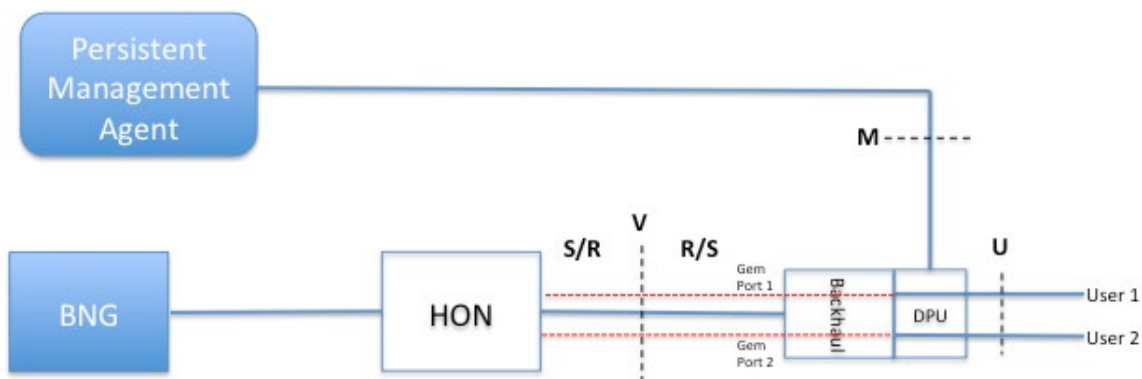 Persistent
Management
Agent
M
V
S/R
R/S
U
Gem
Port 1
User 1
BNG
HON
Backhaul
DPU
User 2
Gem
Port 2